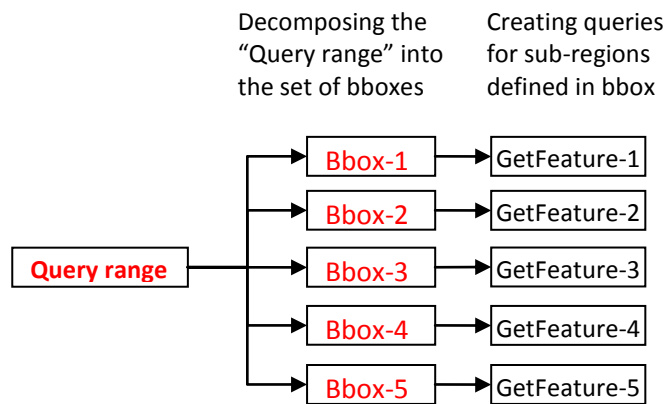 Decomposing the
“Query range” into
the set of bboxes
Creating queries
for sub-regions
defined in bbox
Bbox-1
GetFeature-1
Bbox-2
GetFeature-2
Query range
Bbox-3
GetFeature-3
Bbox-4
GetFeature-4
Bbox-5
GetFeature-5